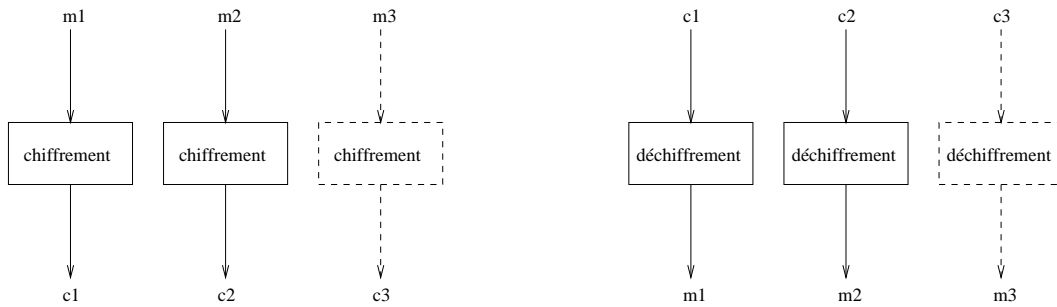 m1 m2 m3 c1 c2 c3
chiffrement chiffrement chiffrement déchiffrement déchiffrement déchiffrement
c1 c2 c3 m1 m2 m3